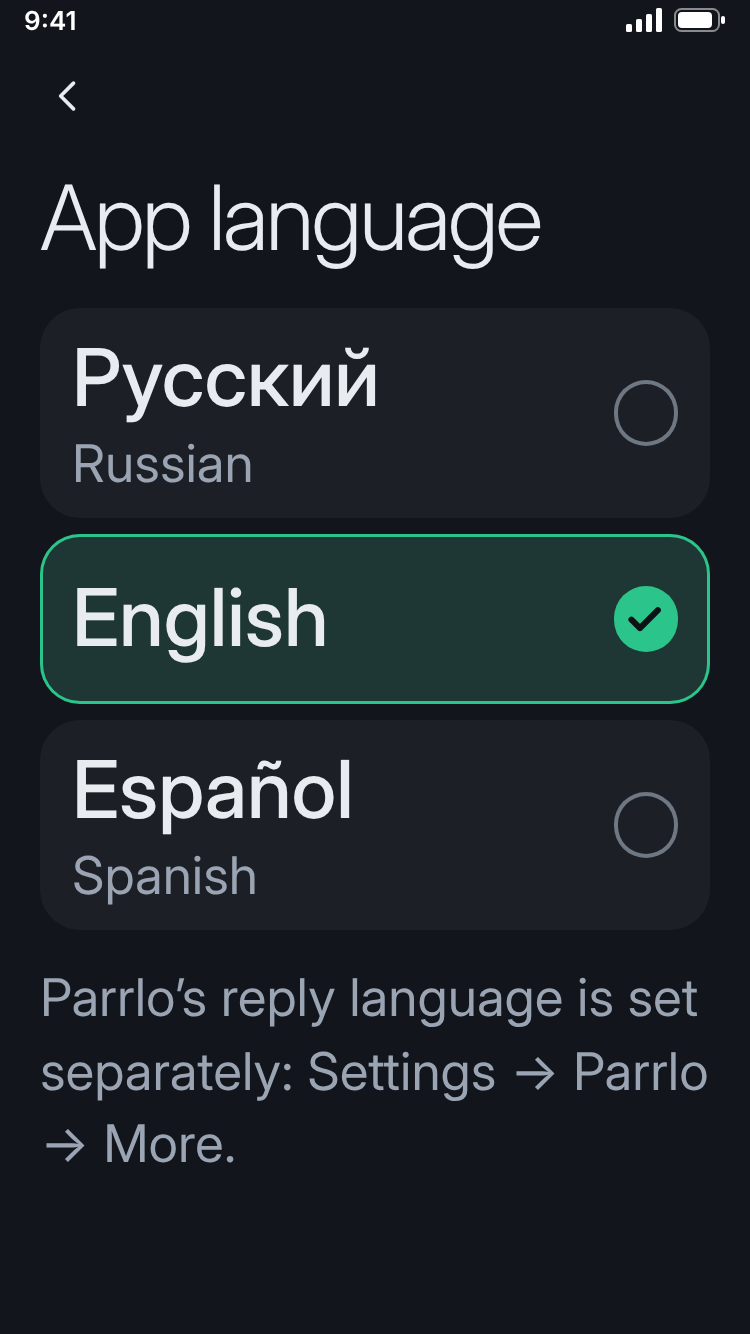 9:41
App language
Русский
Russian
English
Español
Spanish
Parrlo’s reply language is set
separately: Settings → Parrlo
→ More.